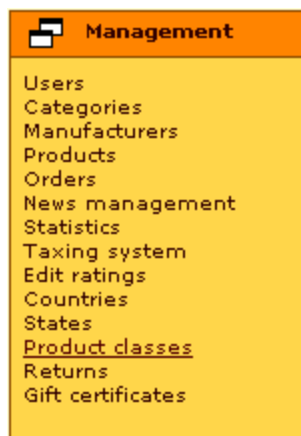 Management
Users
Categories
Manufacturers
Products
Orders
News management
Statistics
Taxing system
Edit ratings
Countries
States
Product classes
Returns
Gift certificates